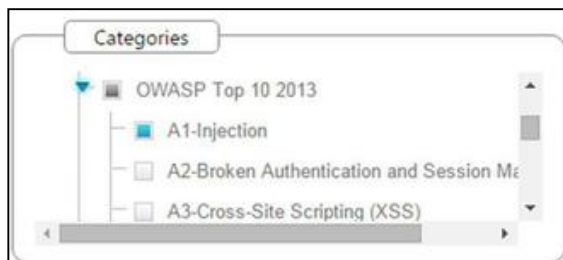 Categories
OWASP Top 10 2013
A1-Injection
A2-Broken Authentication and Session Ma
A3-Cross-Site Scripting (XSS)